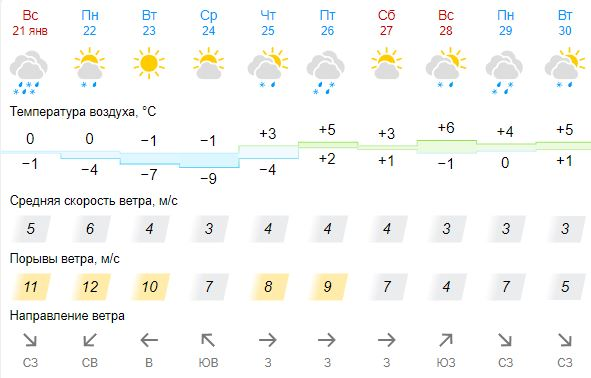 Вс Пн Вт Ср Чт Пт Сб Вс Пн Вт
21 янв 22 23 24 25 26 27 28 29 30
Температура воздуха, °C
0 0 −1 −1 +3 +5 +3 +6 +4 +5
−1 −4 −7 −9 −4 +2 +1 −1 0 +1
Средняя скорость ветра, м/с
5 6 4 3 4 4 4 3 3 3
Порывы ветра, м/с
11 12 10 7 8 9 7 4 7 5
Направление ветра
СЗ СВ В ЮВ З З З ЮЗ СЗ СЗ